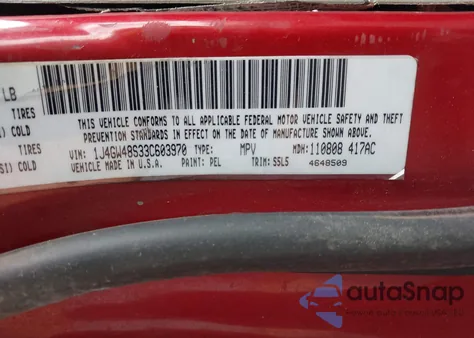 LB
TIRES
) COLD
TIRES
SI) COLD
THIS VEHICLE CONFORMS TO ALL APPLICABLE FEDERAL MOTOR VEHICLE SAFETY AND THEFT
PREVENTION STANDARDS IN EFFECT ON THE DATE OF MANUFACTURE SHOWN ABOVE.
VIN: 1J4GW48S33C603970 TYPE: MPV MDH: 110808 417AC
VEHICLE MADE IN U.S.A. PAINT: PEL TRIM: SSL5 4648509
autoSnap